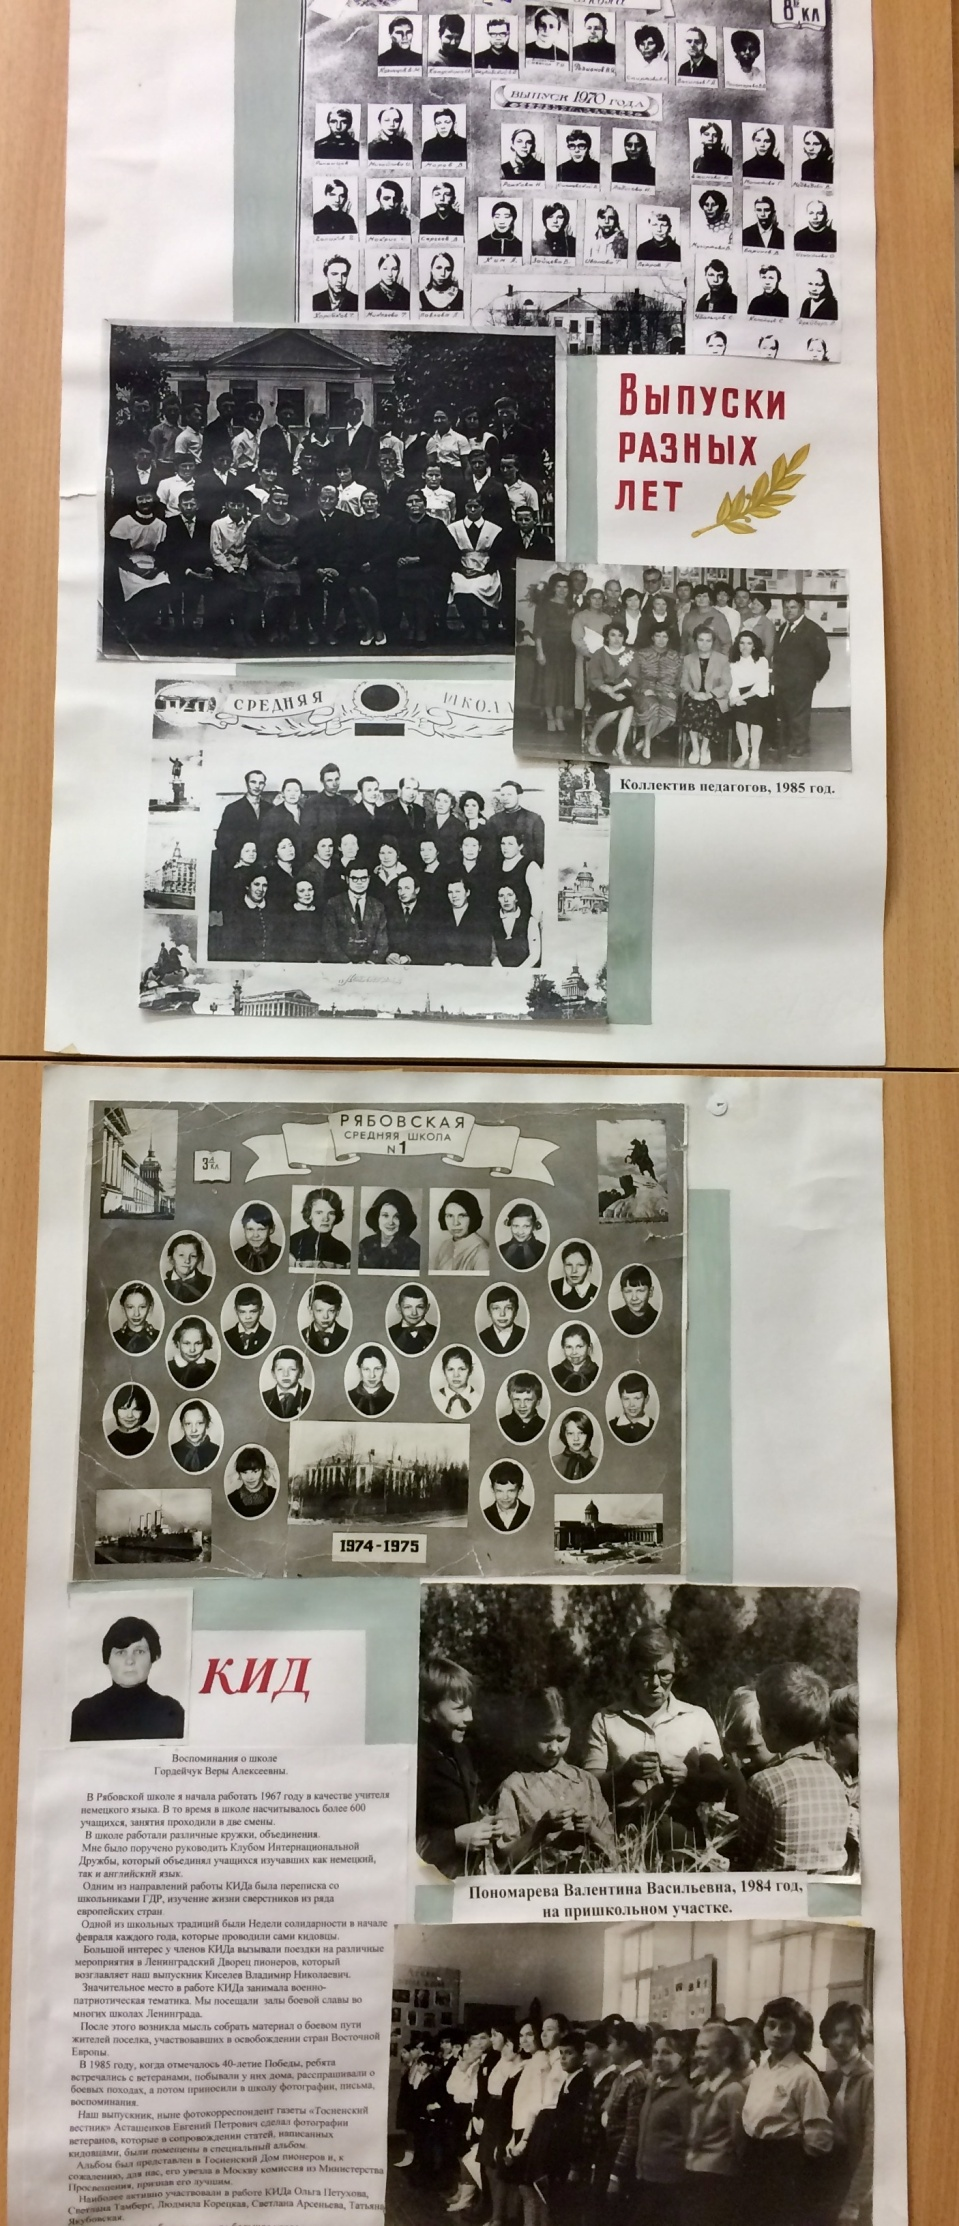 8 КЛ
ВЫПУСК 1970 ГОДА
ВЫПУСКИ
РАЗНЫХ
ЛЕТ
СРЕДНЯЯ ШКОЛА
Коллектив педагогов, 1985 год.
РЯБОВСКАЯ
СРЕДНЯЯ ШКОЛА
N 1
3 КЛ.
1974-1975
КИД
Воспоминания о школе
Гордейчук Веры Алексеевны.
В Рябовской школе я начала работать 1967 году в качестве учителя
немецкого языка. В то время в школе насчитывалось более 600
учащихся, занятия проходили в две смены.
В школе работали различные кружки, объединения.
Мне было поручено руководить Клубом Интернациональной
Дружбы, который объединял учащихся изучавших как немецкий,
так и английский язык.
Одним из направлений работы КИДа была переписка со
школьниками ГДР, изучение жизни сверстников из ряда
европейских стран.
Одной из школьных традиций были Недели солидарности в начале
февраля каждого года, которые проводили сами кидовцы.
Большой интерес у членов КИДа вызывали поездки на различные
мероприятия в Ленинградский Дворец пионеров, который
возглавляет наш выпускник Киселев Владимир Николаевич.
Значительное место в работе КИДа занимала военно-
патриотическая тематика. Мы посещали залы боевой славы во
многих школах Ленинграда.
После этого возникла мысль собрать материал о боевом пути
жителей поселка, участвовавших в освобождении стран Восточной
Европы.
В 1985 году, когда отмечалось 40-летие Победы, ребята
встречались с ветеранами, побывали у них дома, расспрашивали о
боевых походах, а потом приносили в школу фотографии, письма,
воспоминания.
Наш выпускник, ныне фотокорреспондент газеты «Тосненский
вестник» Асташенков Евгений Петрович сделал фотографии
ветеранов, которые в сопровождении статей, написанных
кидовцами, были помещены в специальный альбом.
Альбом был представлен в Тосненский Дом пионеров и, к
сожалению, для нас, его увезла в Москву комиссия из Министерства
Просвещения, признав его лучшим.
Наиболее активно участвовали в работе КИДа Ольга Петухова,
Светлана Тамберг, Людмила Корецкая, Светлана Арсеньева, Татьяна
Якубовская.
Пономарева Валентина Васильевна, 1984 год,
на пришкольном участке.